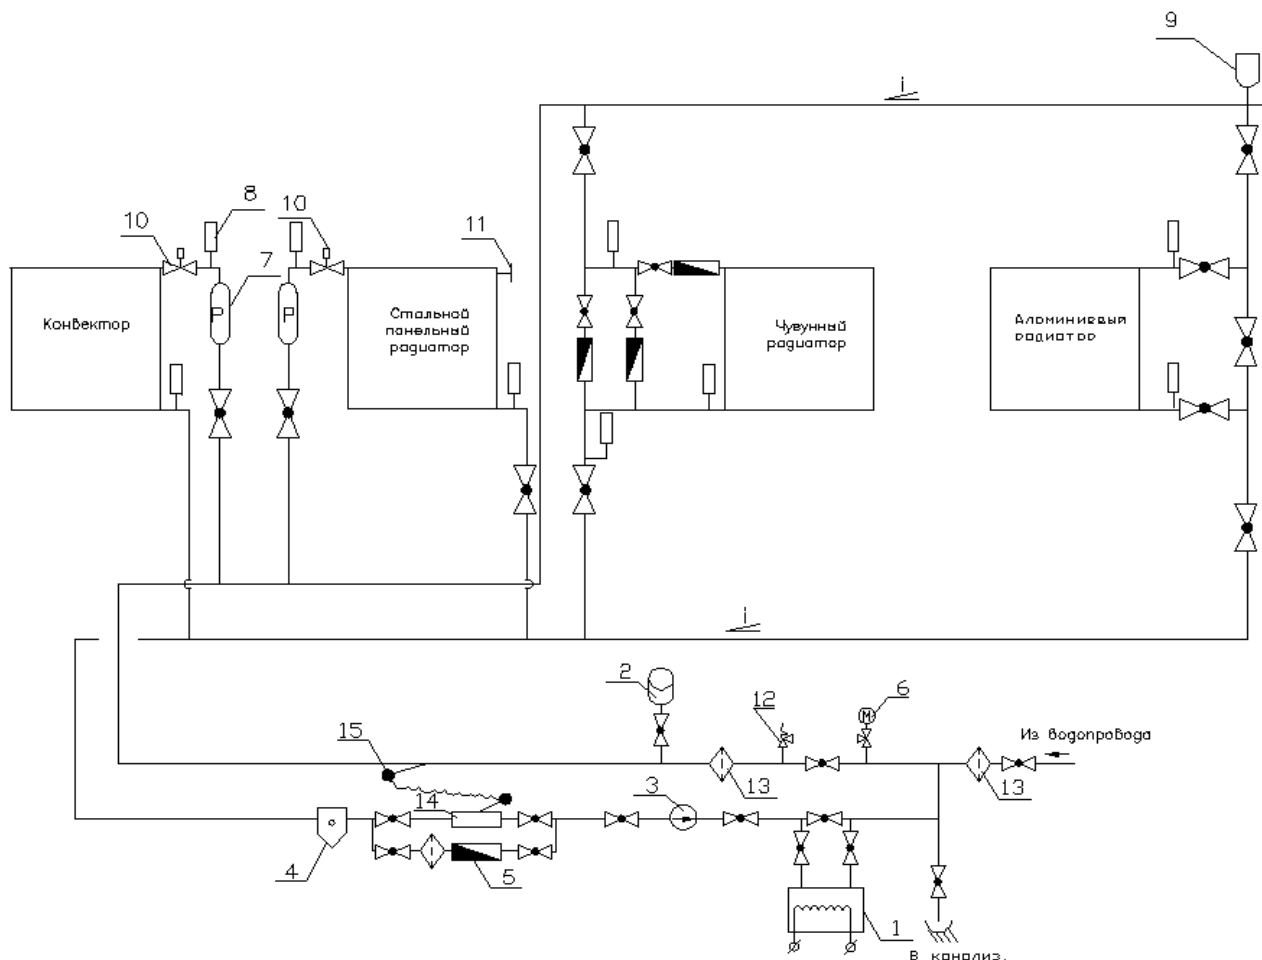 9
i
8
10
10
11
7
P
P
Конвектор
Стальной
панельный
радиатор
Чувунный
радиатор
Алюминиевый
радиатор
i
2
12
6
М
Из водопровода
15
13
13
14
3
4
5
1
В канализ.